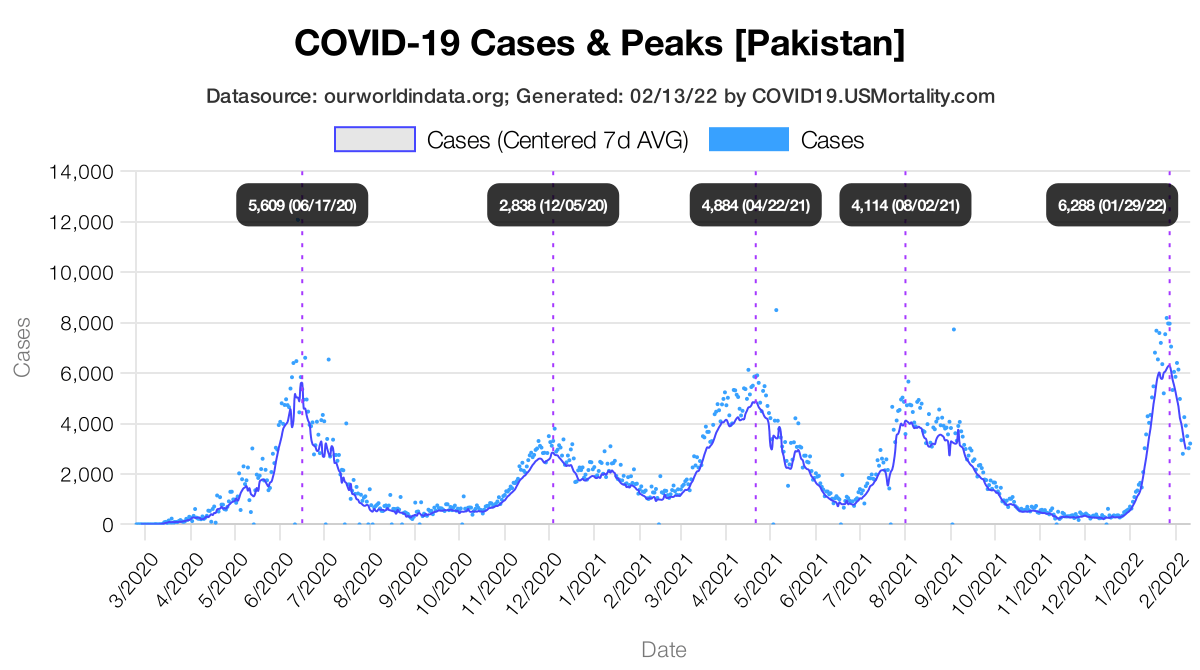 COVID-19 Cases & Peaks [Pakistan]
Datasource: ourworldindata.org; Generated: 02/13/22 by COVID19.USMortality.com
Cases (Centered 7d AVG) Cases
14,000
5,609 (06/17/20) 2,838 (12/05/20) 4,884 (04/22/21) 4,114 (08/02/21) 6,288 (01/29/22)
12,000
10,000
8,000
6,000
4,000
2,000
0
Cases
3/2020 4/2020 5/2020 6/2020 7/2020 8/2020 9/2020 10/2020 11/2020 12/2020 1/2021 2/2021 3/2021 4/2021 5/2021 6/2021 7/2021 8/2021 9/2021 10/2021 11/2021 12/2021 1/2022 2/2022
Date